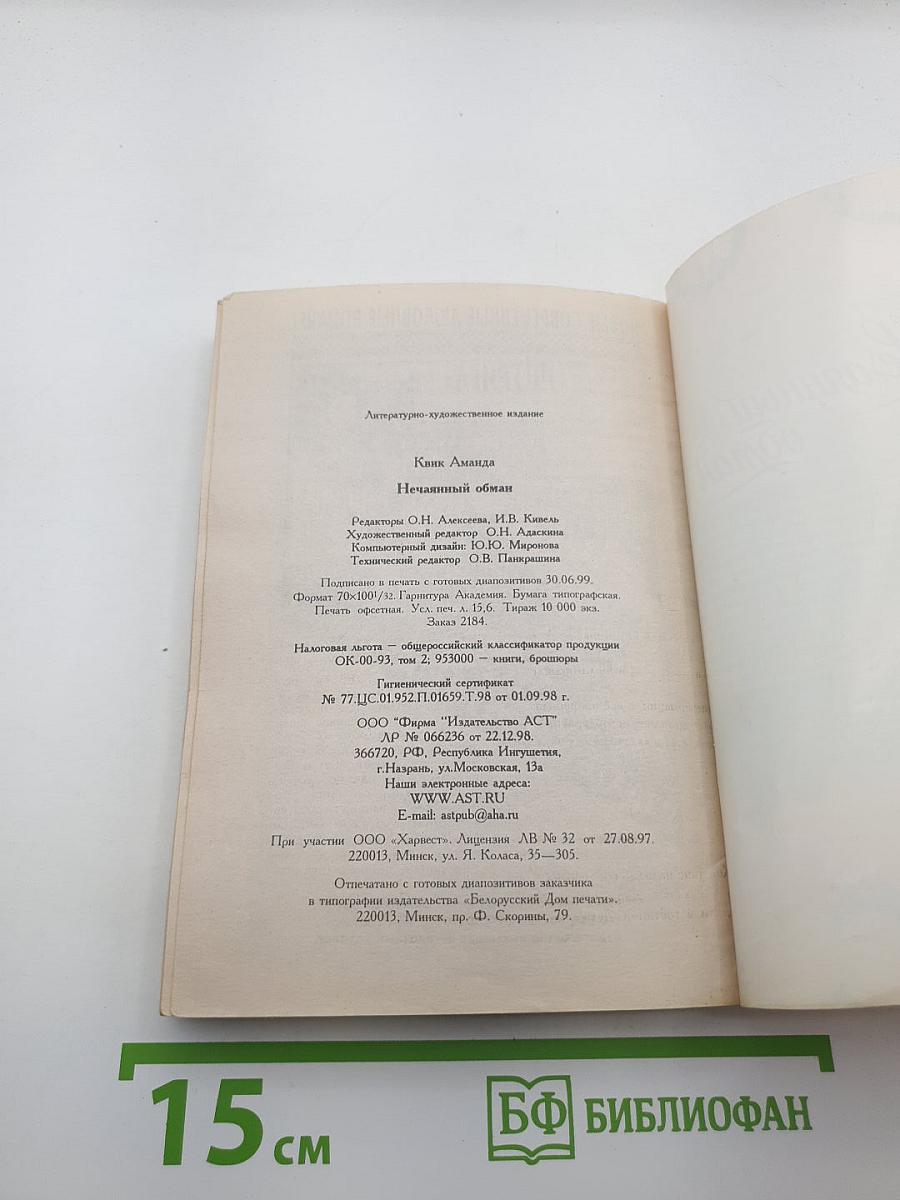 Литературно-художественное издание
Квик Аманда
Нечаянный обман
Редакторы О.Н. Алексеева, И.В. Кивель
Художественный редактор О.Н. Адаскина
Компьютерный дизайн: Ю.Ю. Миронова
Технический редактор О.В. Панкрашина
Подписано в печать с готовых диапозитивов 30.06.99.
Формат 70×100 1/32. Гарнитура Академия. Бумага типографская.
Печать офсетная. Усл. печ. л. 15,6. Тираж 10 000 экз.
Заказ 2184.
Налоговая льгота — общероссийский классификатор продукции
ОК-00-93, том 2; 953000 — книги, брошюры
Гигиенический сертификат
№ 77.ЦС.01.952.П.01659.Т.98 от 01.09.98 г.
ООО "Фирма "Издательство АСТ"
ЛР № 066236 от 22.12.98.
366720, РФ, Республика Ингушетия,
г.Назрань, ул.Московская, 13а
Наши электронные адреса:
WWW.AST.RU
E-mail: astpub@aha.ru
При участии ООО «Харвест». Лицензия ЛВ № 32 от 27.08.97.
220013, Минск, ул. Я. Коласа, 35—305.
Отпечатано с готовых диапозитивов заказчика
в типографии издательства «Белорусский Дом печати».
220013, Минск, пр. Ф. Скорины, 79.
15 см
БФ БИБЛИОФАН